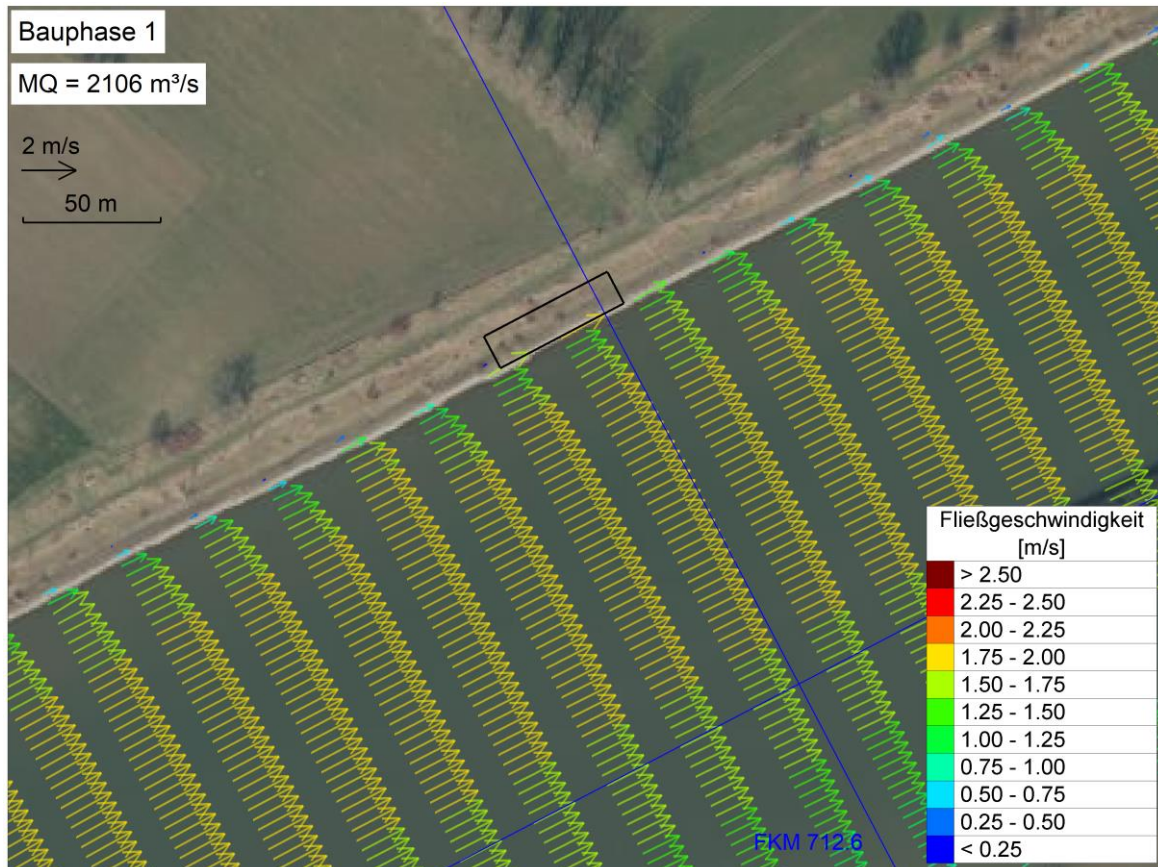 Bauphase 1
MQ = 2106 m³/s
2 m/s
50 m
Fließgeschwindigkeit
[m/s]
> 2.50
2.25 - 2.50
2.00 - 2.25
1.75 - 2.00
1.50 - 1.75
1.25 - 1.50
1.00 - 1.25
0.75 - 1.00
0.50 - 0.75
0.25 - 0.50
< 0.25
FKM 712.6